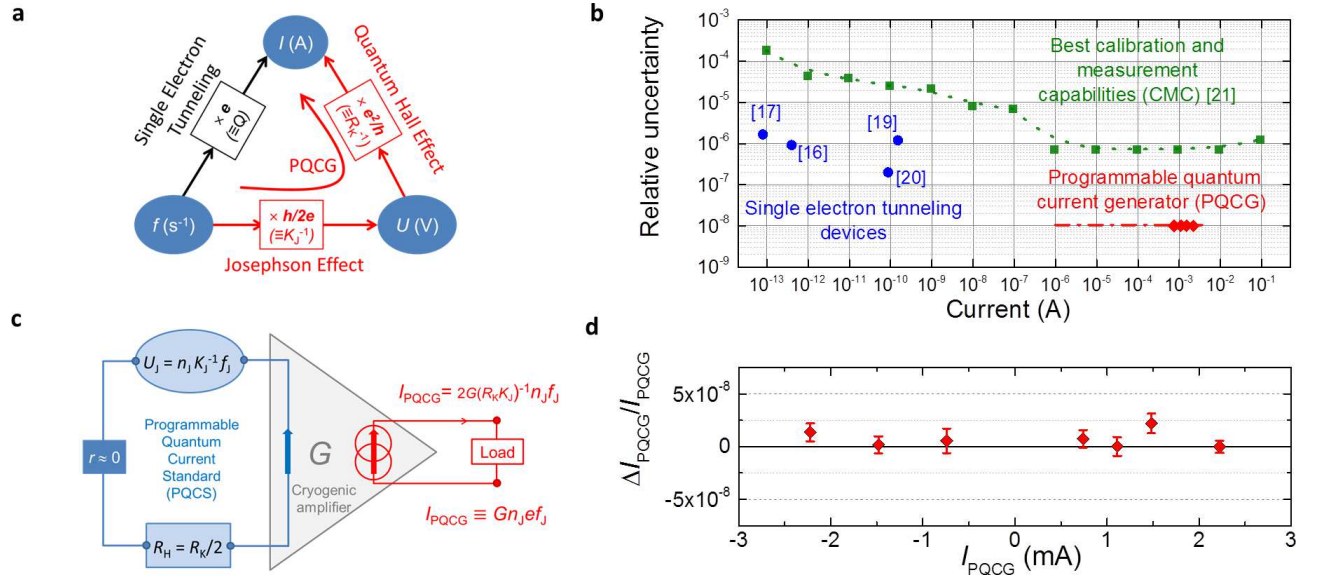 a
I (A)
Single Electron
Tunneling
× e
(≡Q)
× e²/h
(≡R_K⁻¹)
Quantum Hall Effect
PQCG
f (s⁻¹)
× h/2e
(≡K_J⁻¹)
U (V)
Josephson Effect
b
Relative uncertainty
10⁻³
10⁻⁴
10⁻⁵
10⁻⁶
10⁻⁷
10⁻⁸
10⁻⁹
Best calibration and
measurement
capabilities (CMC) [21]
[17]
[16]
[19]
[20]
Single electron tunneling
devices
Programmable quantum
current generator (PQCG)
10⁻¹³ 10⁻¹² 10⁻¹¹ 10⁻¹⁰ 10⁻⁹ 10⁻⁸ 10⁻⁷ 10⁻⁶ 10⁻⁵ 10⁻⁴ 10⁻³ 10⁻² 10⁻¹
Current (A)
c
U_J = n_J K_J⁻¹ f_J
r ≈ 0
Programmable
Quantum
Current
Standard
(PQCS)
R_H = R_K/2
G
Cryogenic
amplifier
I_PQCG = 2G(R_K K_J)⁻¹n_J f_J
Load
I_PQCG ≡ Gn_J ef_J
d
ΔI_PQCG/I_PQCG
5x10⁻⁸
0
-5x10⁻⁸
-3 -2 -1 0 1 2 3
I_PQCG (mA)